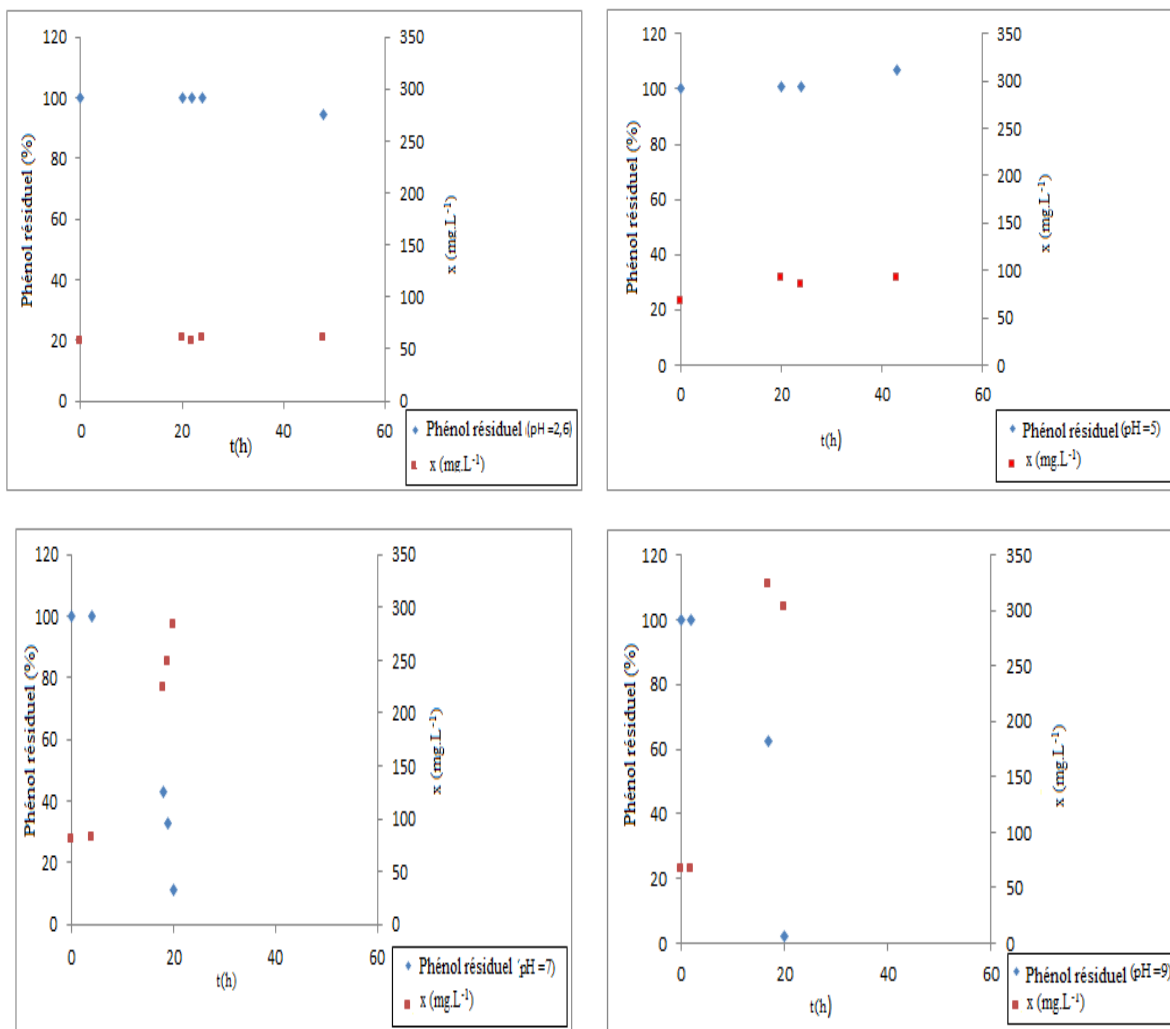 120
100
80
60
40
20
0
Phénol résiduel (%)
350
300
250
200
150
100
50
0
x (mg.L⁻¹)
0 20 40 60
t(h)
Phénol résiduel ((pH =2,6)
x (mg.L⁻¹)
120
100
80
60
40
20
0
Phénol résiduel (%)
350
300
250
200
150
100
50
0
x (mg.L⁻¹)
0 20 40 60
t(h)
Phénol résiduel (pH =5)
x (mg.L⁻¹)
120
100
80
60
40
20
0
Phénol résiduel (%)
350
300
250
200
150
100
50
0
x (mg.L⁻¹)
0 20 40 60
t(h)
Phénol résiduel (pH =7)
x (mg.L⁻¹)
120
100
80
60
40
20
0
Phénol résiduel (%)
350
300
250
200
150
100
50
0
x (mg.L⁻¹)
0 20 40 60
t(h)
Phénol résiduel (pH =9)
x (mg.L⁻¹)